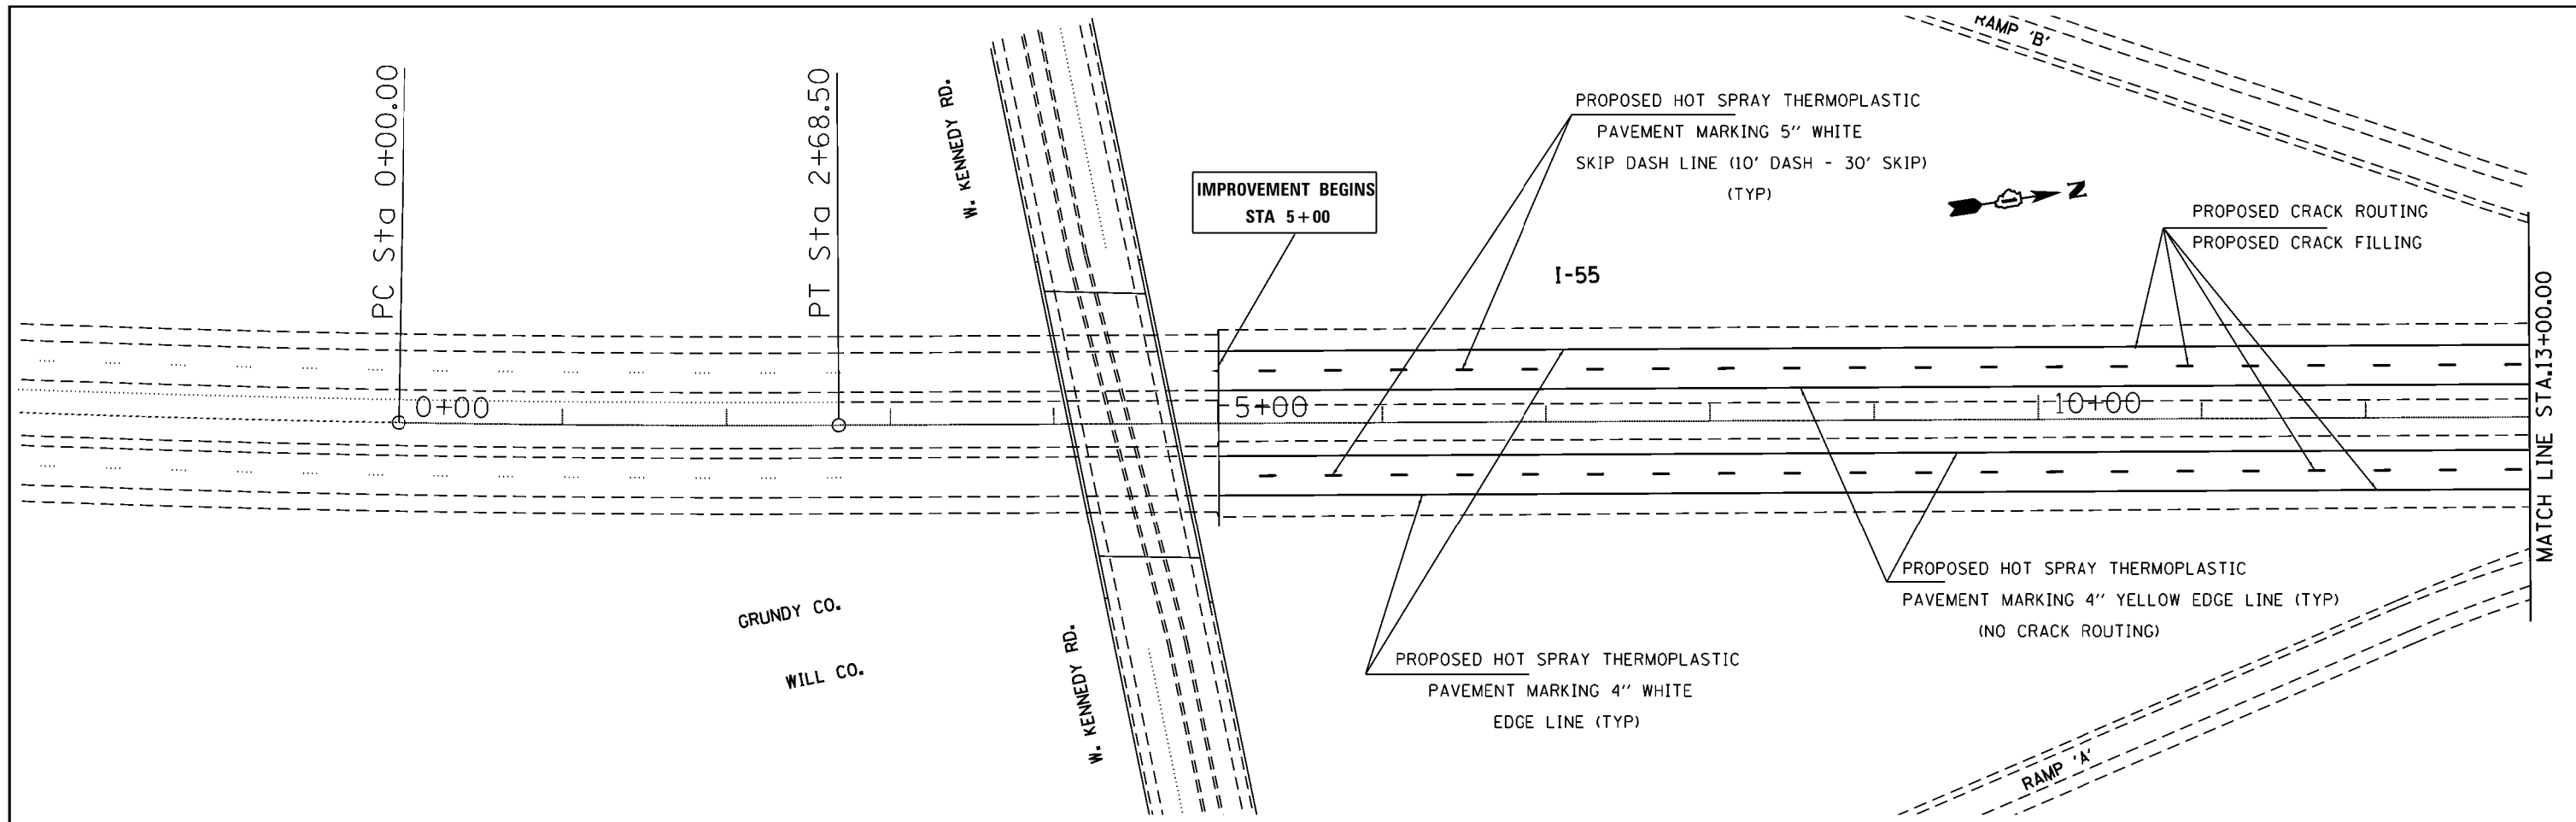 RAMP 'B'
PC Sta 0+00.00
PT Sta 2+68.50
W. KENNEDY RD.
PROPOSED HOT SPRAY THERMOPLASTIC
PAVEMENT MARKING 5'' WHITE
SKIP DASH LINE (10' DASH - 30' SKIP)
(TYP)
IMPROVEMENT BEGINS
STA 5+00
N
PROPOSED CRACK ROUTING
PROPOSED CRACK FILLING
I-55
MATCH LINE STA.13+00.00
0+00
5+00
10+00
GRUNDY CO.
WILL CO.
W. KENNEDY RD.
PROPOSED HOT SPRAY THERMOPLASTIC
PAVEMENT MARKING 4'' WHITE
EDGE LINE (TYP)
PROPOSED HOT SPRAY THERMOPLASTIC
PAVEMENT MARKING 4'' YELLOW EDGE LINE (TYP)
(NO CRACK ROUTING)
RAMP 'A'